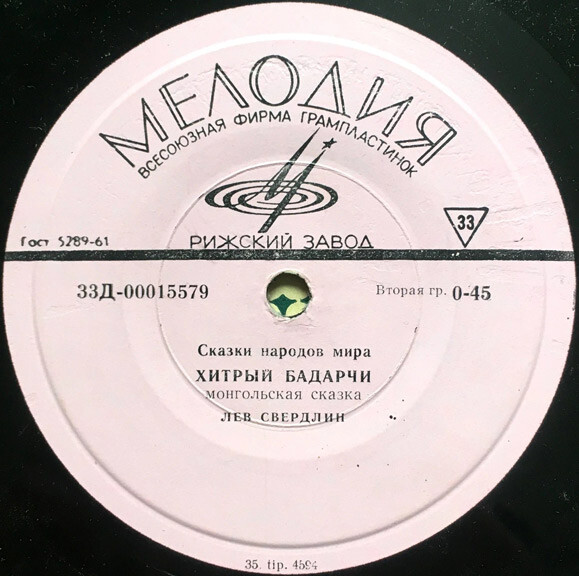 МЕЛОДИЯ
ВСЕСОЮЗНАЯ ФИРМА ГРАМПЛАСТИНОК
33
Гост 5289-61
РИЖСКИЙ ЗАВОД
33Д-00015579
Вторая гр. 0-45
Сказки народов мира
ХИТРЫЙ БАДАРЧИ
монгольская сказка
ЛЕВ СВЕРДЛИН
35. tip. 4594